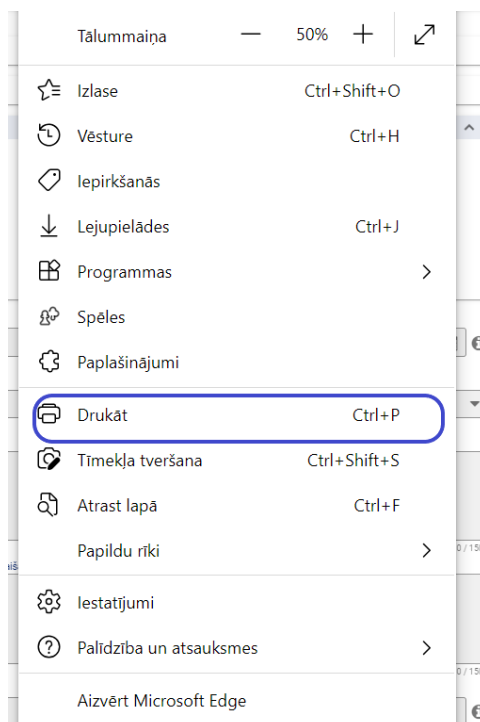 Tālummaiņa — 50% +
Izlase Ctrl+Shift+O
Vēsture Ctrl+H
Iepirkšanās
Lejupielādes Ctrl+J
Programmas
Spēles
Paplašinājumi
Drukāt Ctrl+P
Tīmekļa tveršana Ctrl+Shift+S
Atrast lapā Ctrl+F
Papildu rīki
Iestatījumi
Palīdzība un atsauksmes
Aizvērt Microsoft Edge